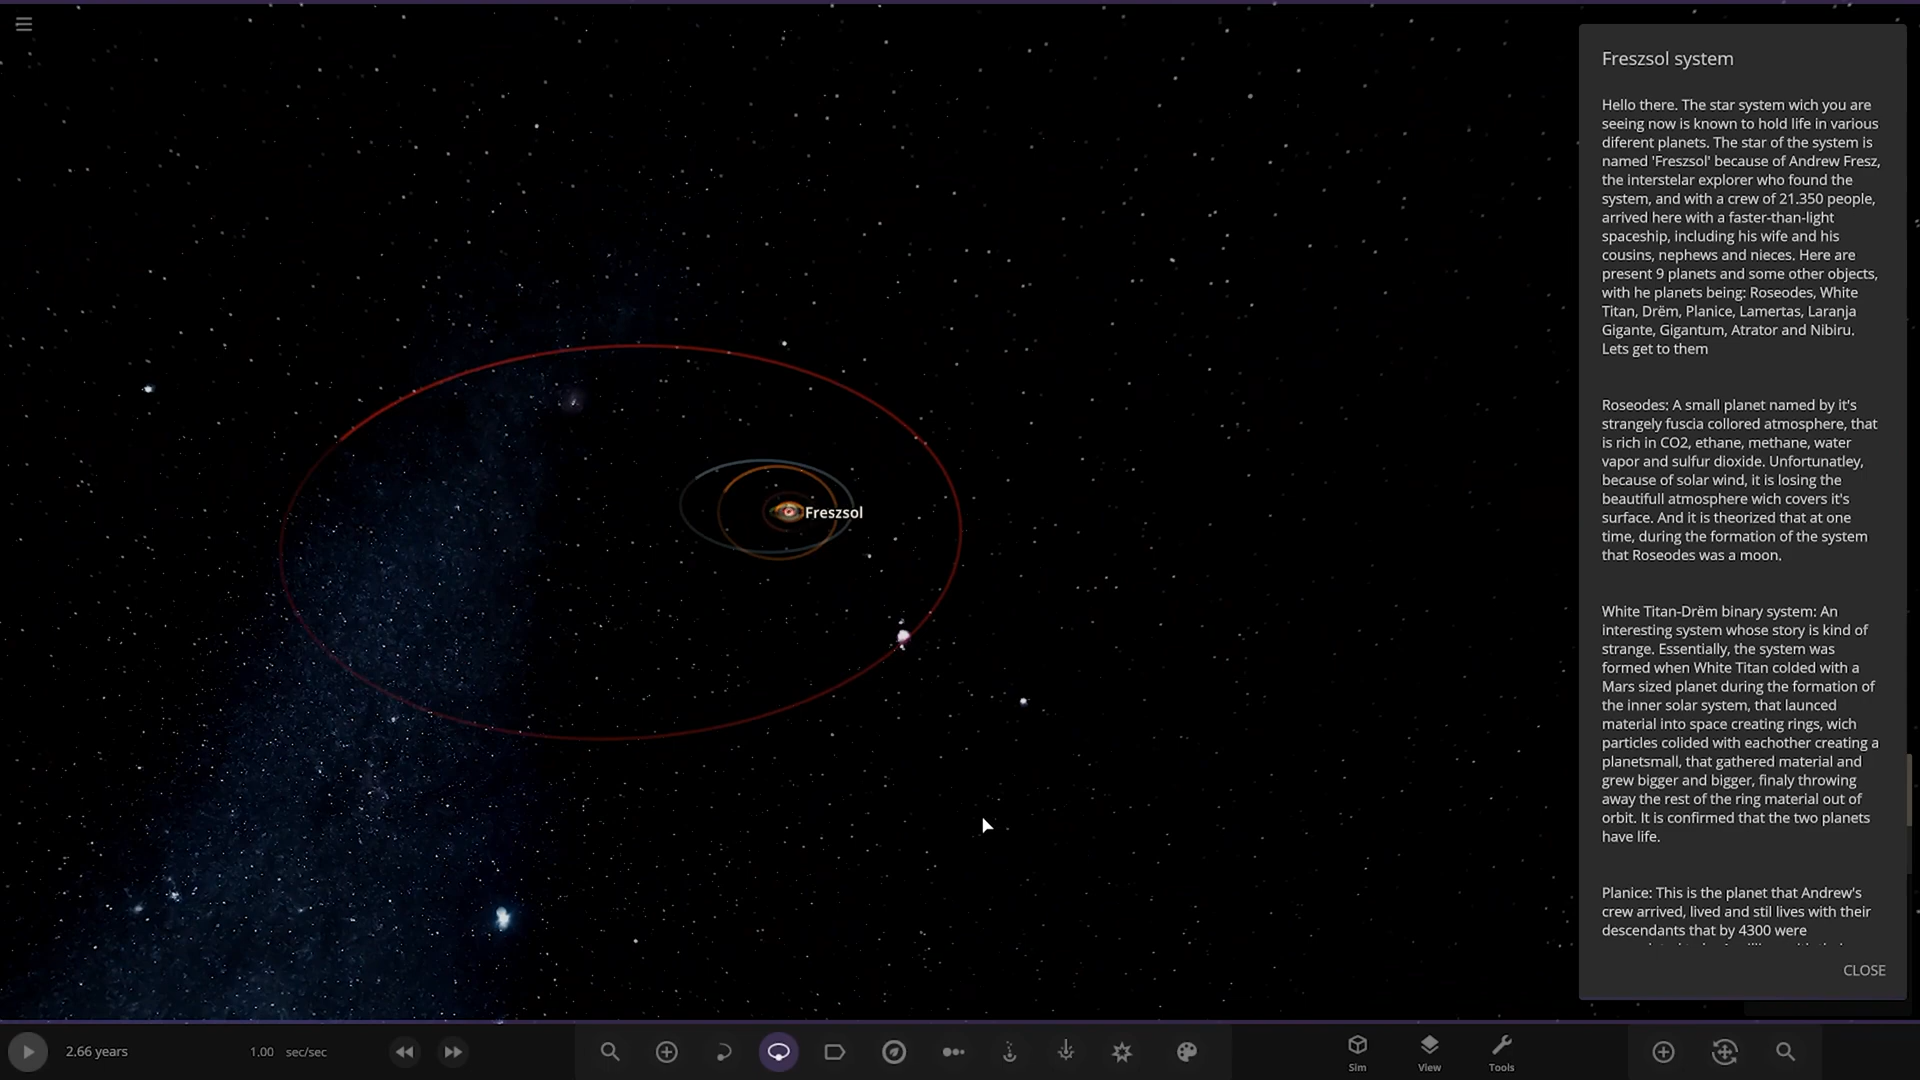 Freszsol system
Hello there. The star system wich you are
seeing now is known to hold life in various
diferent planets. The star of the system is
named 'Freszsol' because of Andrew Fresz,
the interstelar explorer who found the
system, and with a crew of 21.350 people,
arrived here with a faster-than-light
spaceship, including his wife and his
cousins, nephews and nieces. Here are
present 9 planets and some other objects,
with he planets being: Roseodes, White
Titan, Drëm, Planice, Lamertas, Laranja
Gigante, Gigantum, Atrator and Nibiru.
Lets get to them
Roseodes: A small planet named by it's
strangely fuscia collored atmosphere, that
is rich in CO2, ethane, methane, water
vapor and sulfur dioxide. Unfortunatley,
because of solar wind, it is losing the
beautifull atmosphere wich covers it's
surface. And it is theorized that at one
time, during the formation of the system
that Roseodes was a moon.
White Titan-Drëm binary system: An
interesting system whose story is kind of
strange. Essentially, the system was
formed when White Titan colded with a
Mars sized planet during the formation of
the inner solar system, that launced
material into space creating rings, wich
particles colided with eachother creating a
planetsmall, that gathered material and
grew bigger and bigger, finaly throwing
away the rest of the ring material out of
orbit. It is confirmed that the two planets
have life.
Planice: This is the planet that Andrew's
crew arrived, lived and stil lives with their
descendants that by 4300 were
CLOSE
Freszsol
2.66 years
1.00 sec/sec
Sim
View
Tools